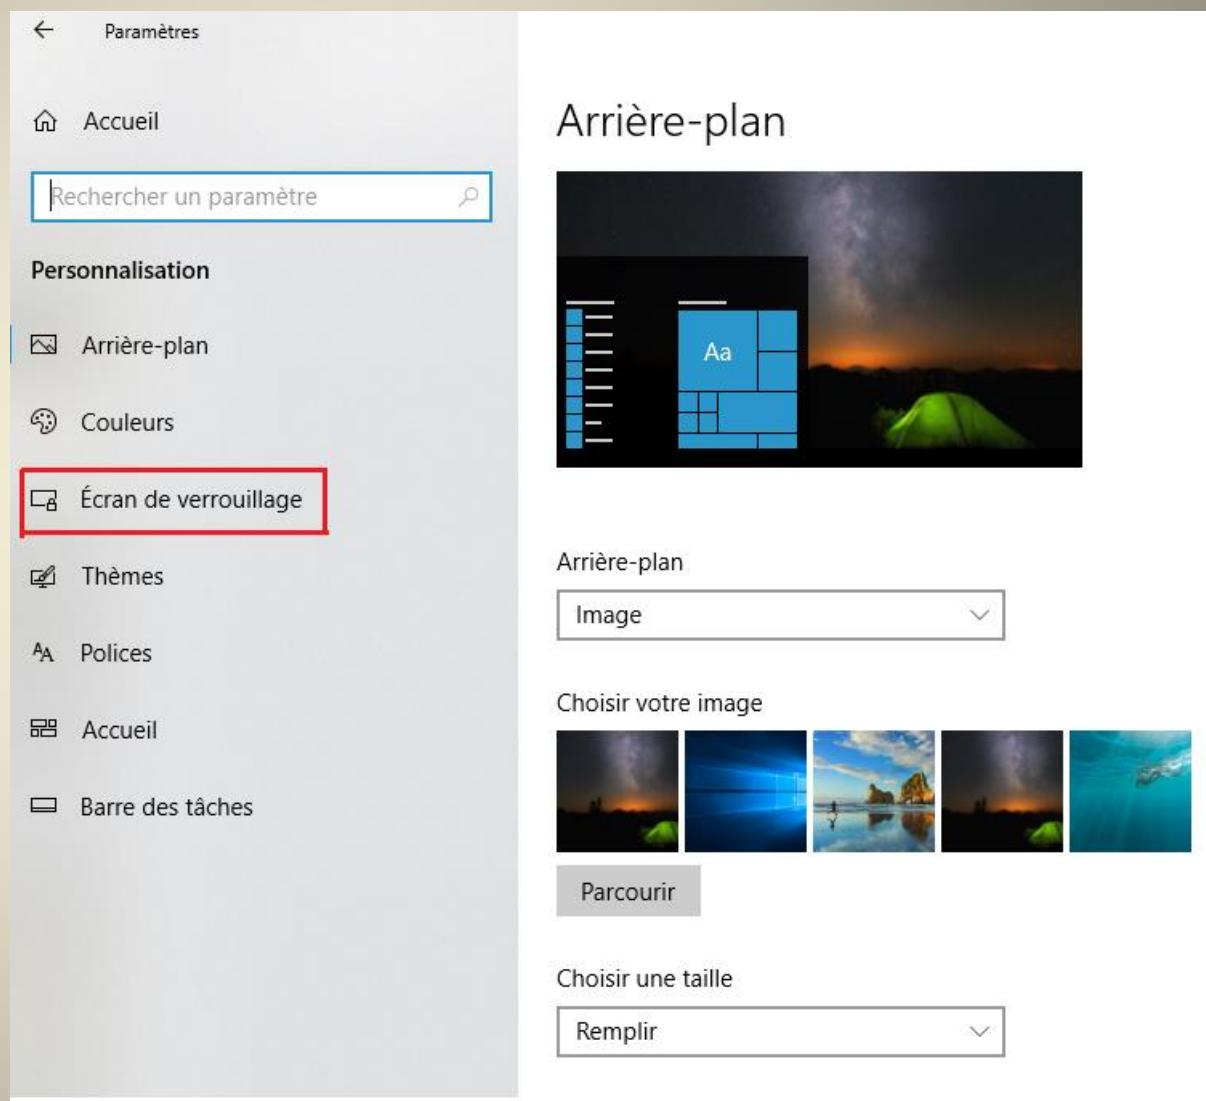 Paramètres
Accueil
Rechercher un paramètre
Personnalisation
Arrière-plan
Couleurs
Écran de verrouillage
Thèmes
Polices
Accueil
Barre des tâches
Arrière-plan
Aa
Arrière-plan
Image
Choisir votre image
Parcourir
Choisir une taille
Remplir